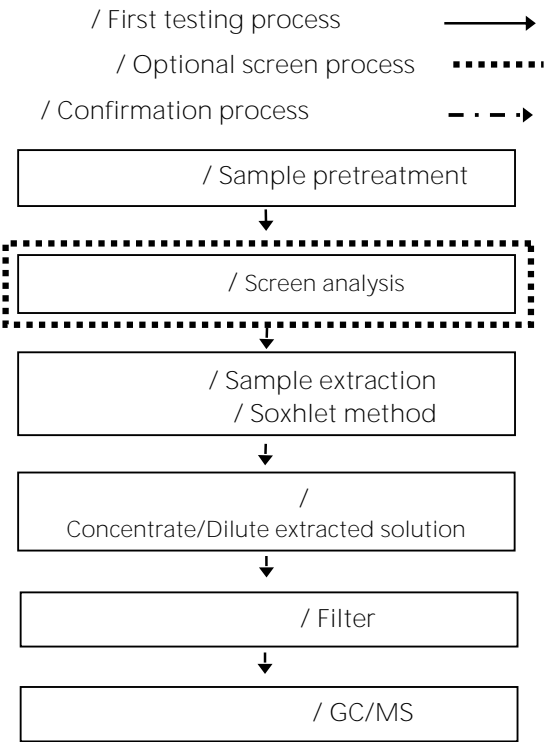 / First testing process
/ Optional screen process
/ Confirmation process
/ Sample pretreatment
/ Screen analysis
/ Sample extraction
/ Soxhlet method
/
Concentrate/Dilute extracted solution
/ Filter
/ GC/MS